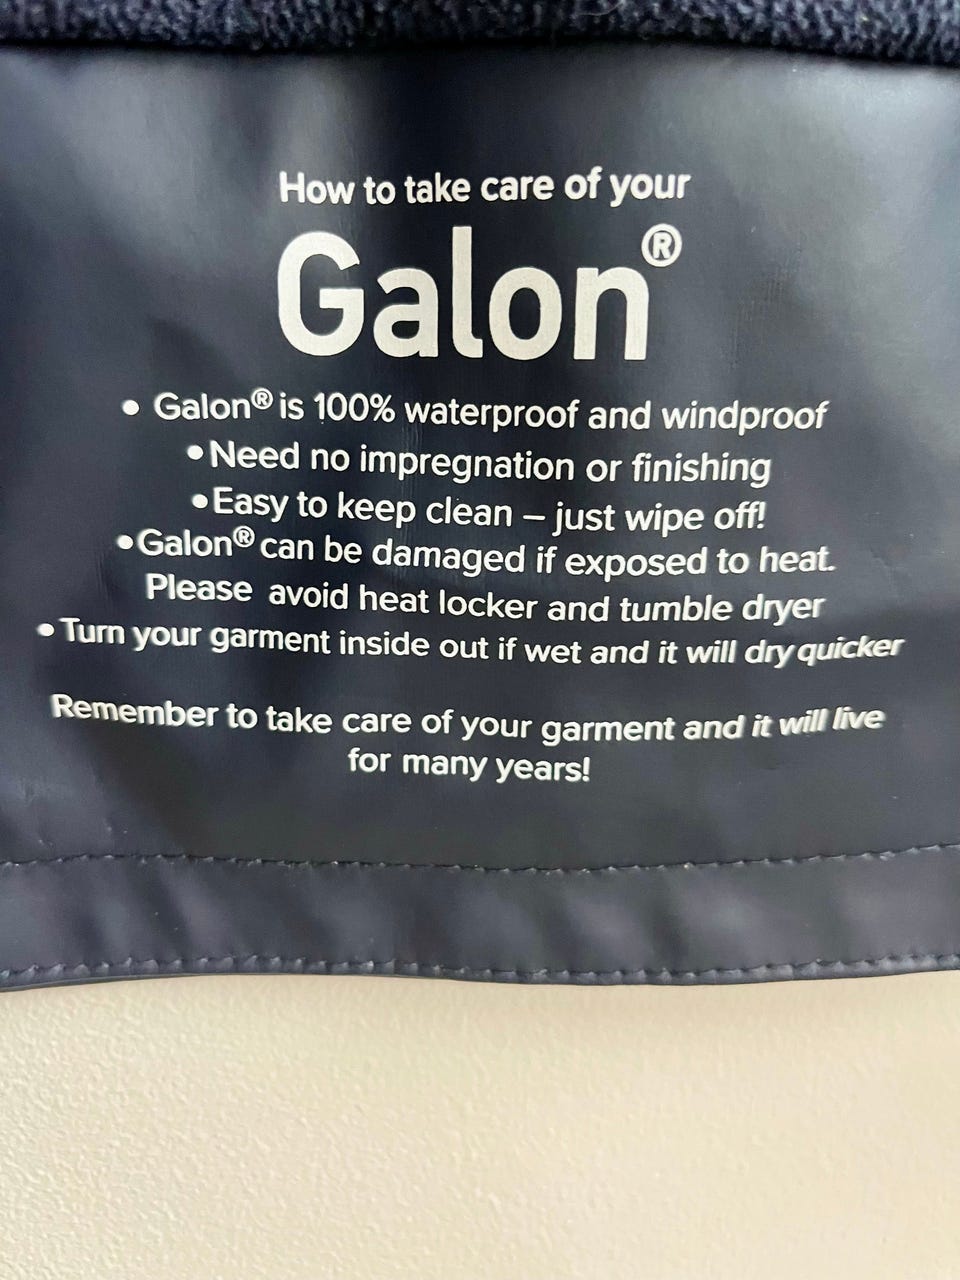 How to take care of your
Galon®
• Galon® is 100% waterproof and windproof
•Need no impregnation or finishing
•Easy to keep clean – just wipe off!
•Galon® can be damaged if exposed to heat.
Please avoid heat locker and tumble dryer
•Turn your garment inside out if wet and it will dry quicker
Remember to take care of your garment and it will live
for many years!